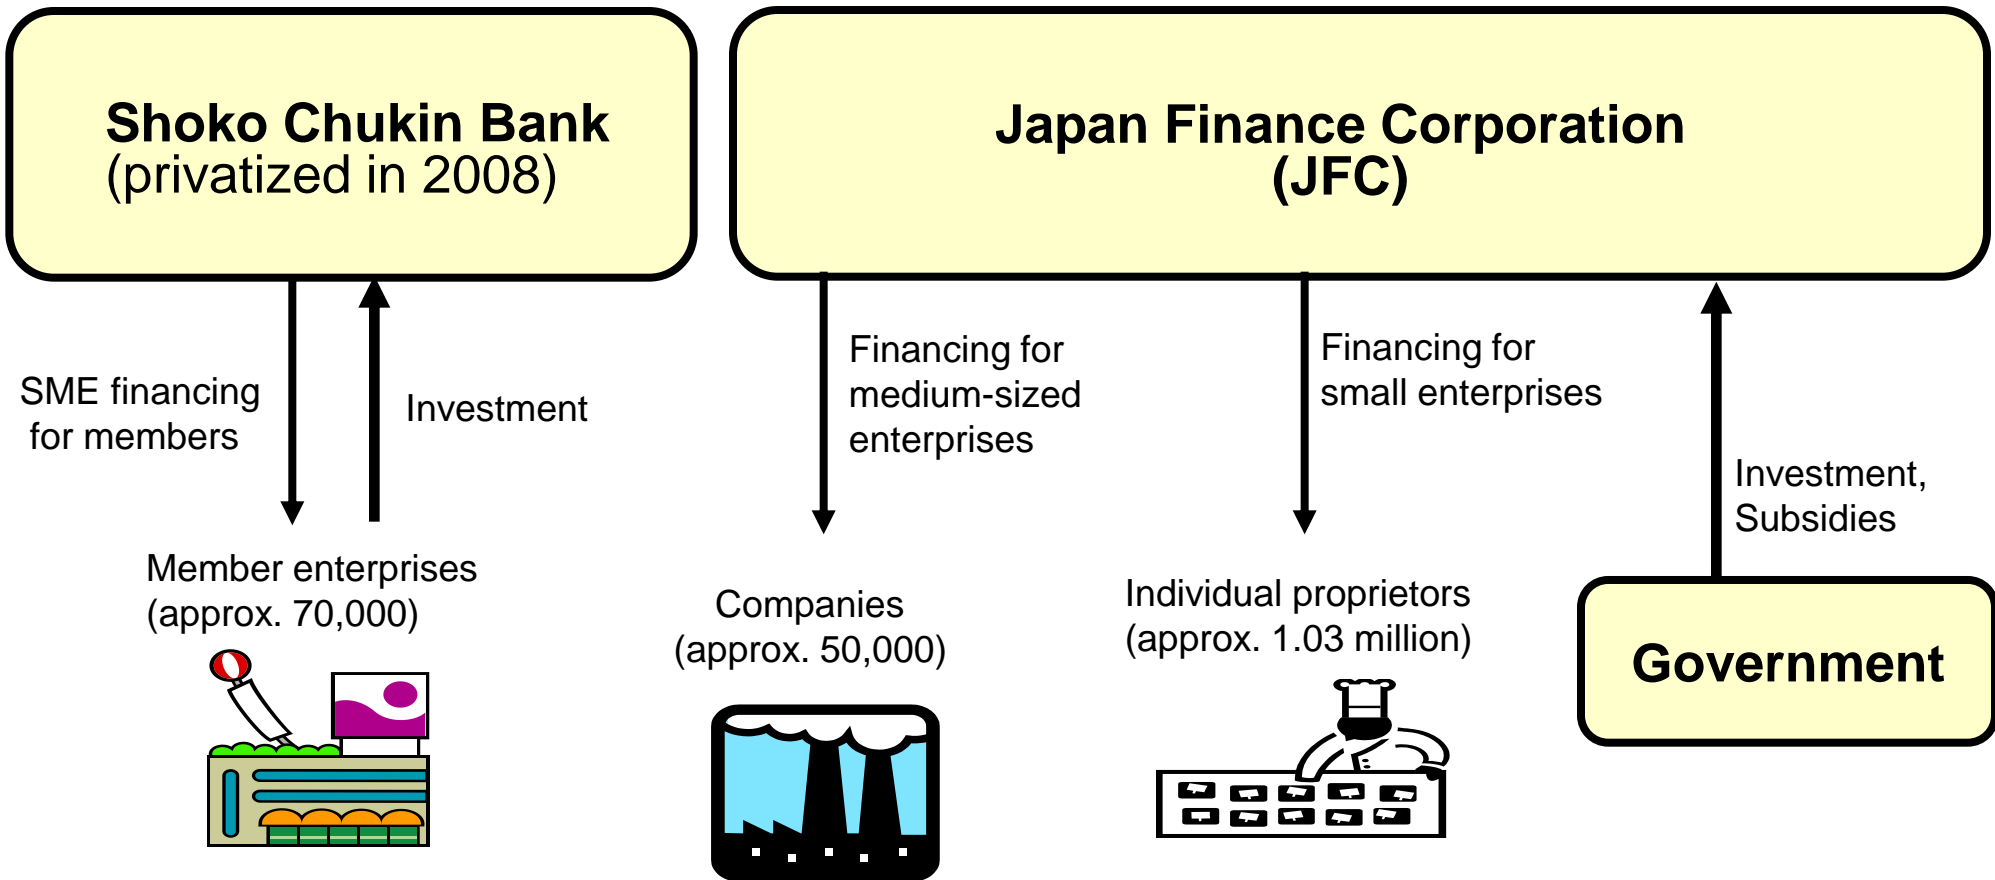 Shoko Chukin Bank
(privatized in 2008)
Japan Finance Corporation
(JFC)
SME financing
for members
Investment
Financing for
medium-sized
enterprises
Financing for
small enterprises
Investment,
Subsidies
Member enterprises
(approx. 70,000)
Companies
(approx. 50,000)
Individual proprietors
(approx. 1.03 million)
Government